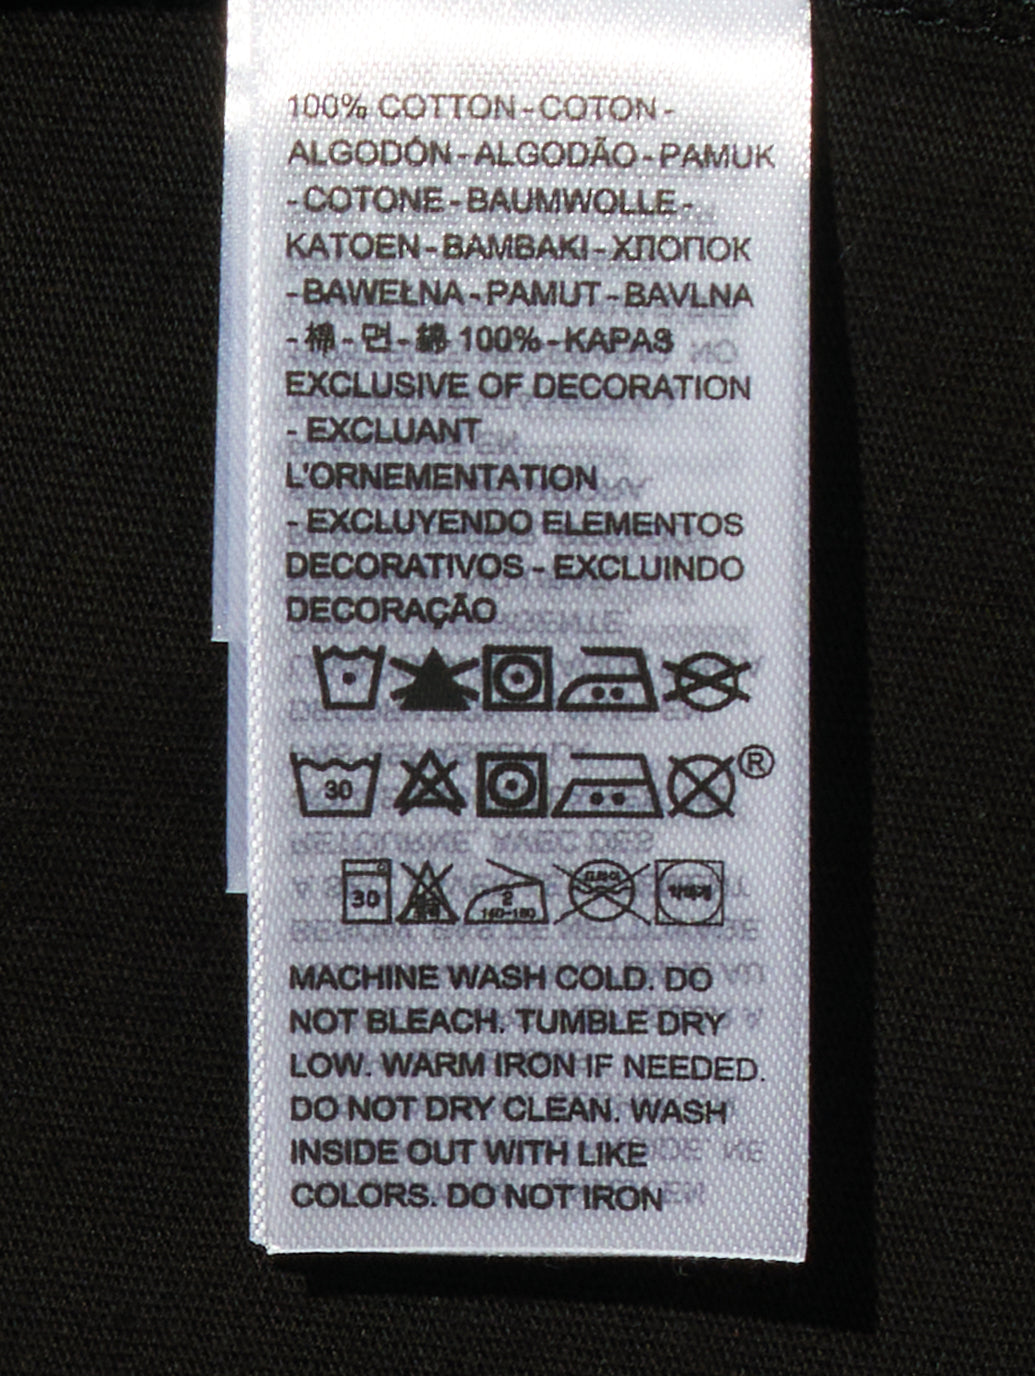 100% COTTON - COTON -
ALGODÓN - ALGODÃO - PAMUK
- COTONE - BAUMWOLLE -
KATOEN - BAMBAKI - ХЛОПОК
- BAWEŁNA - PAMUT - BAVLNA
- 棉 - 면 - 綿 100% - KAPAS
EXCLUSIVE OF DECORATION
- EXCLUANT
L'ORNEMENTATION
- EXCLUYENDO ELEMENTOS
DECORATIVOS - EXCLUINDO
DECORAÇÃO
30 ®
30 2 140-160
MACHINE WASH COLD. DO
NOT BLEACH. TUMBLE DRY
LOW. WARM IRON IF NEEDED.
DO NOT DRY CLEAN. WASH
INSIDE OUT WITH LIKE
COLORS. DO NOT IRON